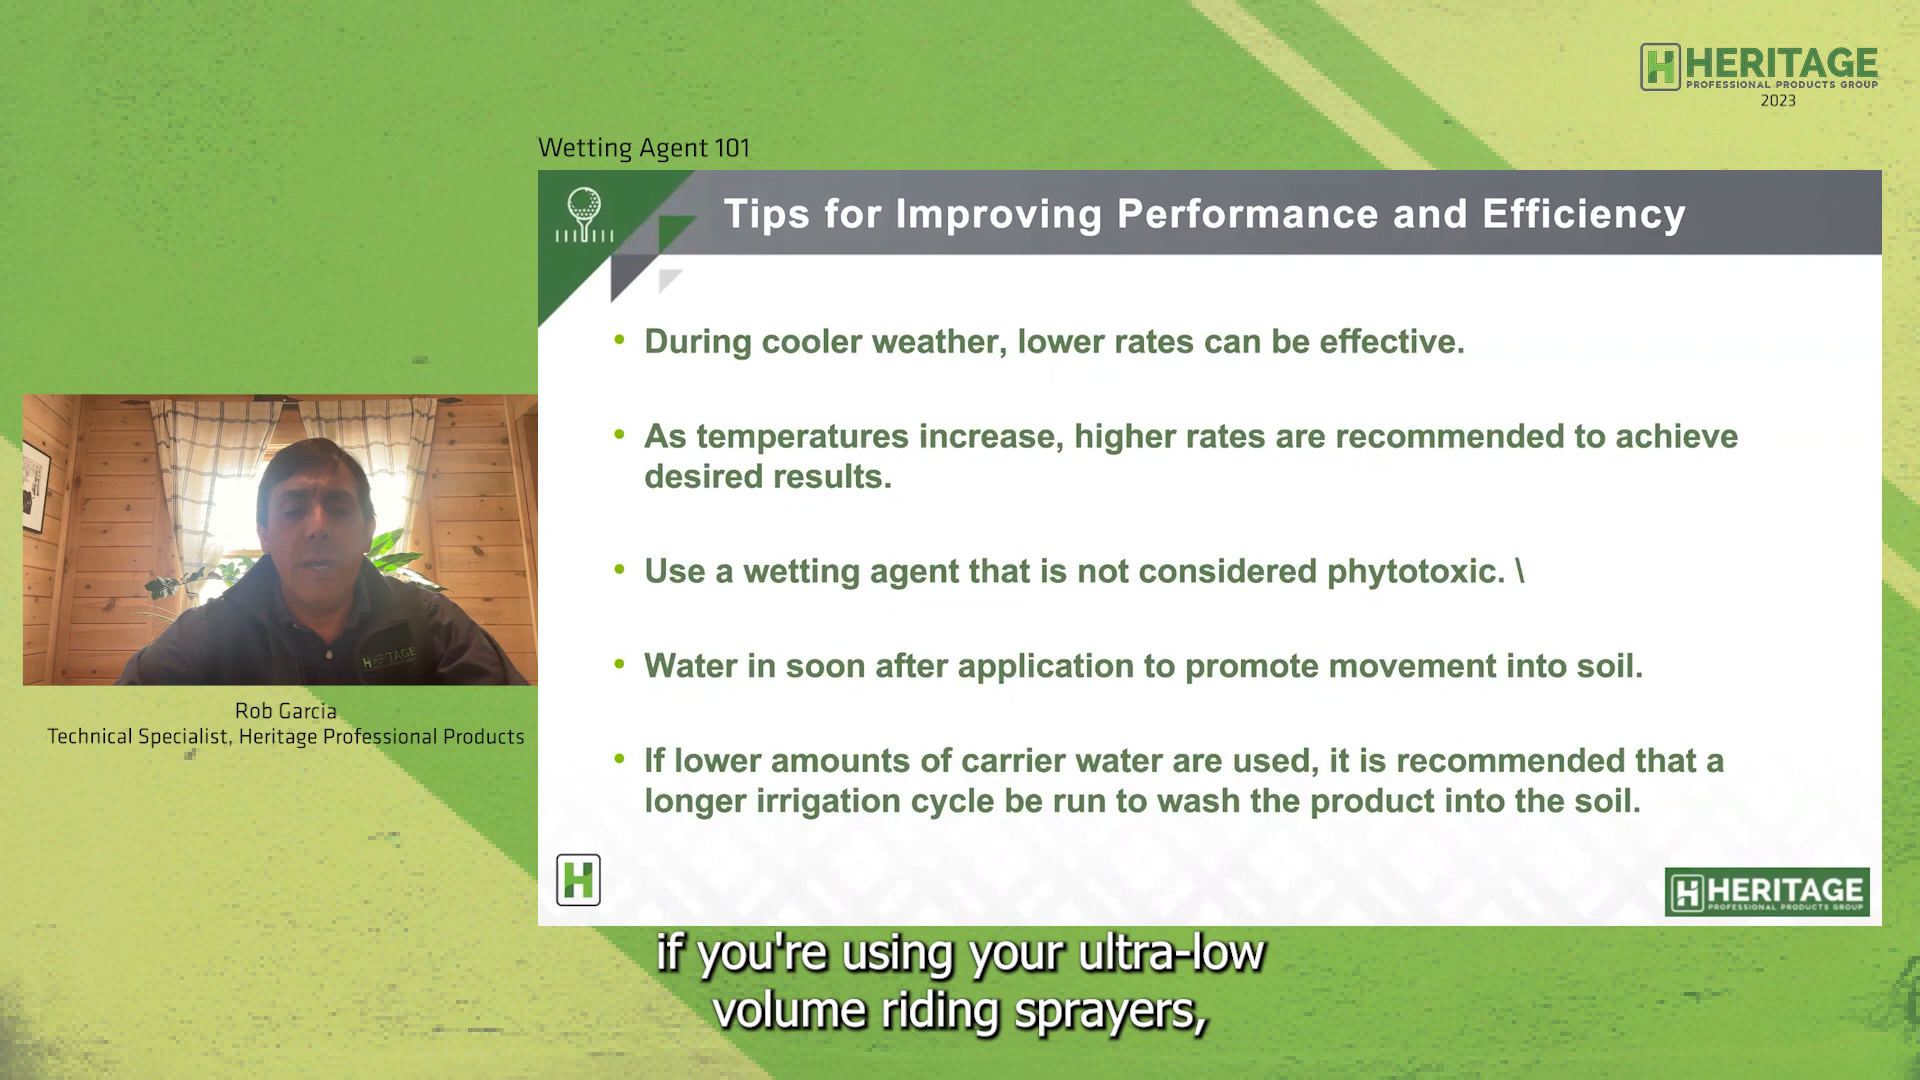 HERITAGE
PROFESSIONAL PRODUCTS GROUP
2023
Wetting Agent 101
Tips for Improving Performance and Efficiency
• During cooler weather, lower rates can be effective.
• As temperatures increase, higher rates are recommended to achieve
desired results.
• Use a wetting agent that is not considered phytotoxic. \
• Water in soon after application to promote movement into soil.
• If lower amounts of carrier water are used, it is recommended that a
longer irrigation cycle be run to wash the product into the soil.
HERITAGE
Rob Garcia
Technical Specialist, Heritage Professional Products
H
HERITAGE
PROFESSIONAL PRODUCTS GROUP
if you're using your ultra-low
volume riding sprayers,